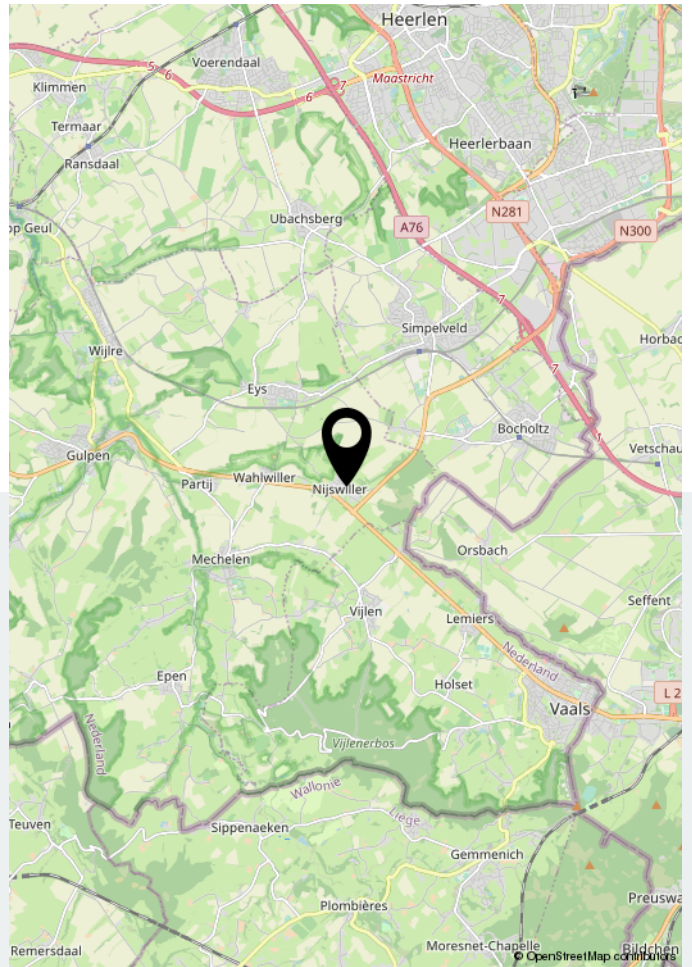 Heerlen
Voerendaal
5
6
7
Maastricht
6
7
Klimmen
Termaar
Ransdaal
Heerlerbaan
Ubachsberg
N281
A76
N300
op Geul
7
Simpelveld
Horbac
Wijlre
7
Eys
Bocholtz
Gulpen
Vetschau
Partij
Wahlwiller
Nijswiller
Orsbach
Mechelen
Seffent
Vijlen
Lemiers
Nederland
Epen
Holset
L 2
Vaals
Nederland
Vijlenerbos
Wallonie
Liège
Teuven
Sippenaeken
Gemmenich
Plombières
Preuswa
Remersdaal
Moresnet-Chapelle
Bildchen
© OpenStreetMap contributors